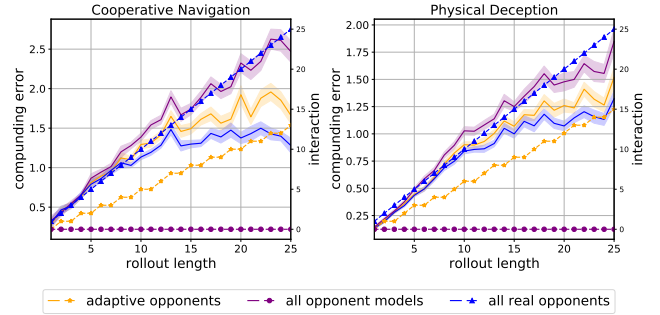 Cooperative Navigation
compunding error
2.5
2.0
1.5
1.0
0.5
25
20
15
10
5
0
interaction
5 10 15 20 25
rollout length
Physical Deception
compunding error
2.00
1.75
1.50
1.25
1.00
0.75
0.50
0.25
25
20
15
10
5
0
interaction
5 10 15 20 25
rollout length
adaptive opponents all opponent models all real opponents